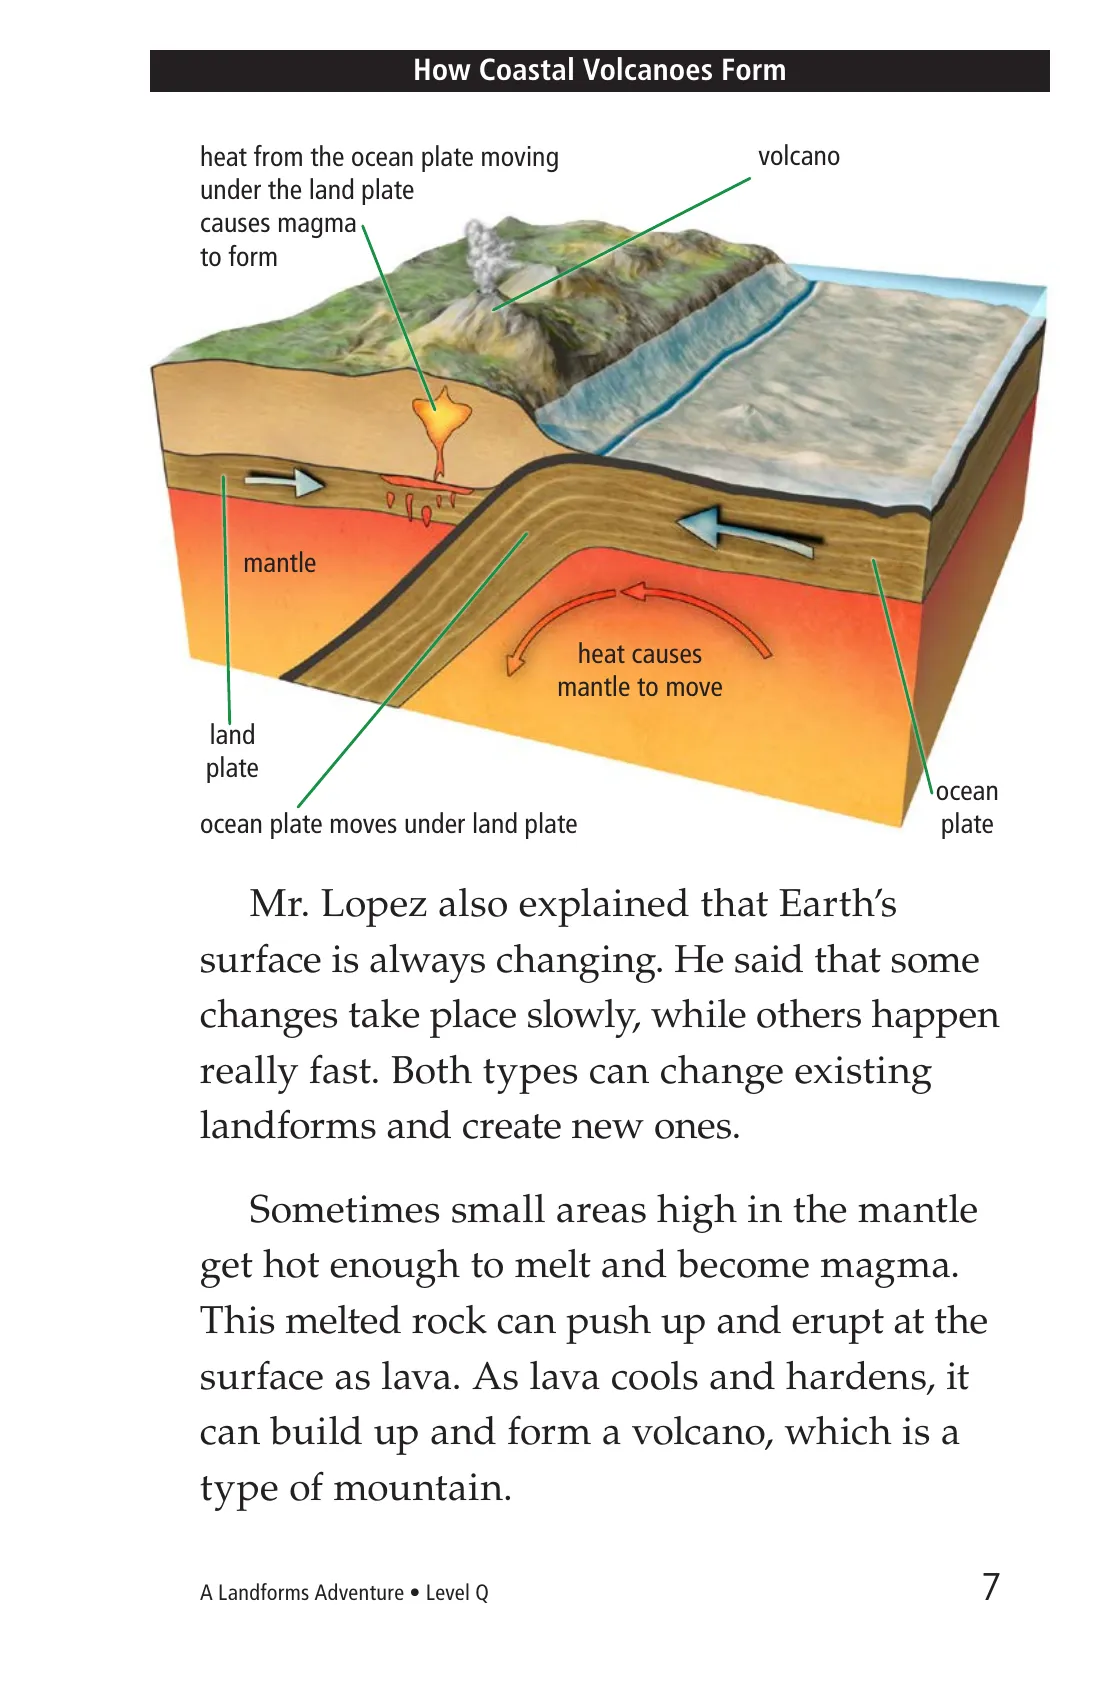 How Coastal Volcanoes Form
heat from the ocean plate moving
under the land plate
causes magma
to form
volcano
mantle
heat causes
mantle to move
land
plate
ocean plate moves under land plate
ocean
plate
Mr. Lopez also explained that Earth’s
surface is always changing. He said that some
changes take place slowly, while others happen
really fast. Both types can change existing
landforms and create new ones.
Sometimes small areas high in the mantle
get hot enough to melt and become magma.
This melted rock can push up and erupt at the
surface as lava. As lava cools and hardens, it
can build up and form a volcano, which is a
type of mountain.
A Landforms Adventure • Level Q
7